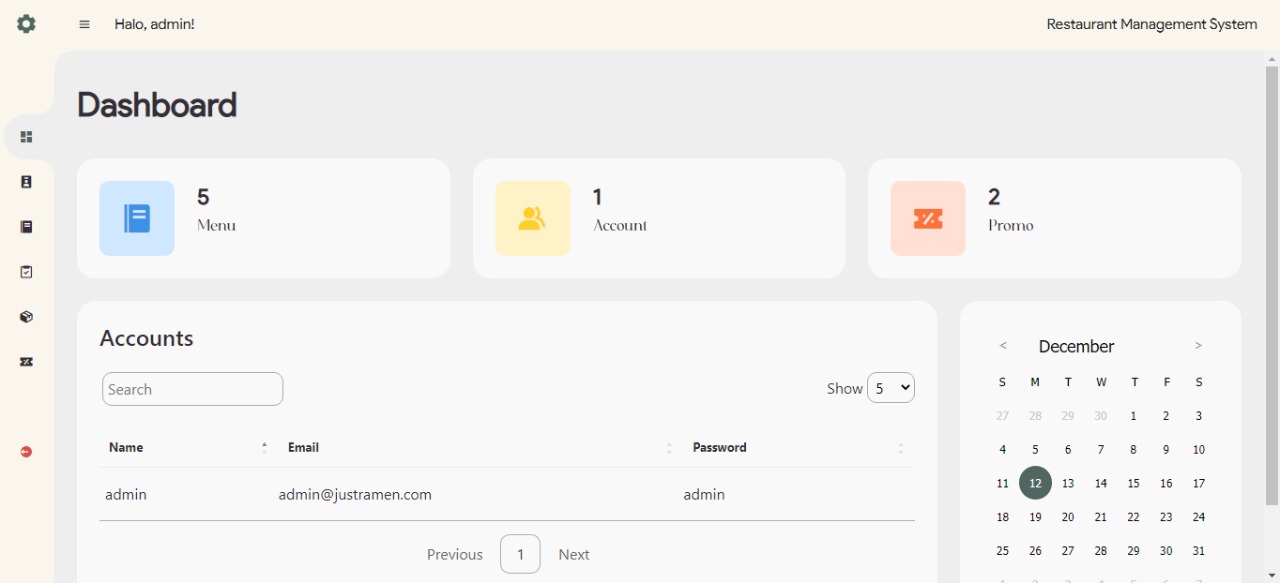 Halo, admin!
Restaurant Management System
Dashboard
5
Menu
1
Account
2
Promo
Accounts
Search
Show 5
Name Email Password
admin admin@justramen.com admin
Previous 1 Next
< December >
S M T W T F S
27 28 29 30 1 2 3
4 5 6 7 8 9 10
11 12 13 14 15 16 17
18 19 20 21 22 23 24
25 26 27 28 29 30 31